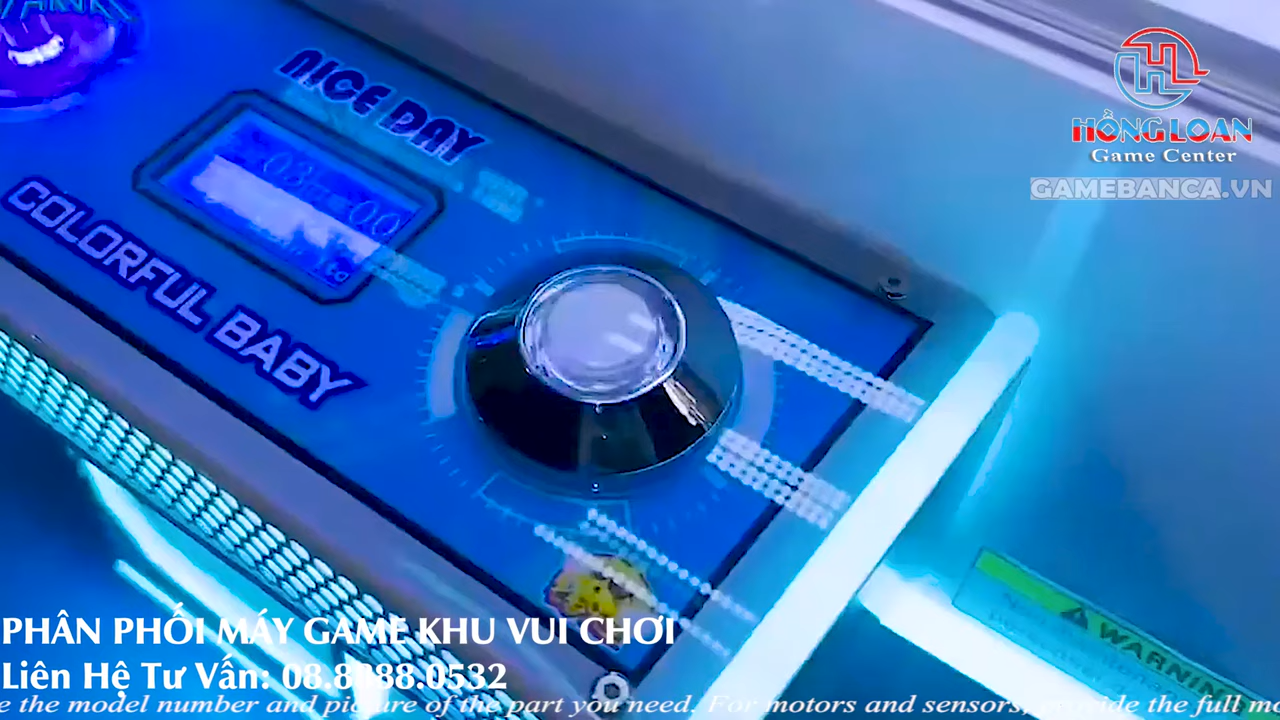 NICE DAY
COLORFUL BABY
HỒNG LOAN
Game Center
GAMEBANCA.VN
WARNING
PHÂN PHỐI MÁY GAME KHU VUI CHƠI
Liên Hệ Tư Vấn: 08.8888.0532
e the model number and picture of the part you need. For motors and sensors, provide the full mo